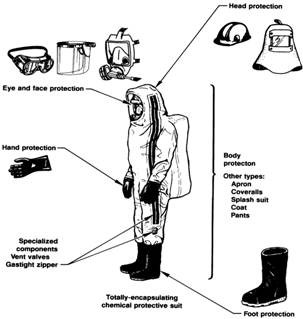 Head protection
Eye and face protection
Hand protection
Body
protecton
Other types:
Apron
Coveralls
Splash suit
Coat
Pants
Specialized
components
Vent valves
Gastight zipper
Totally-encapsulating
chemical protective suit
Foot protection